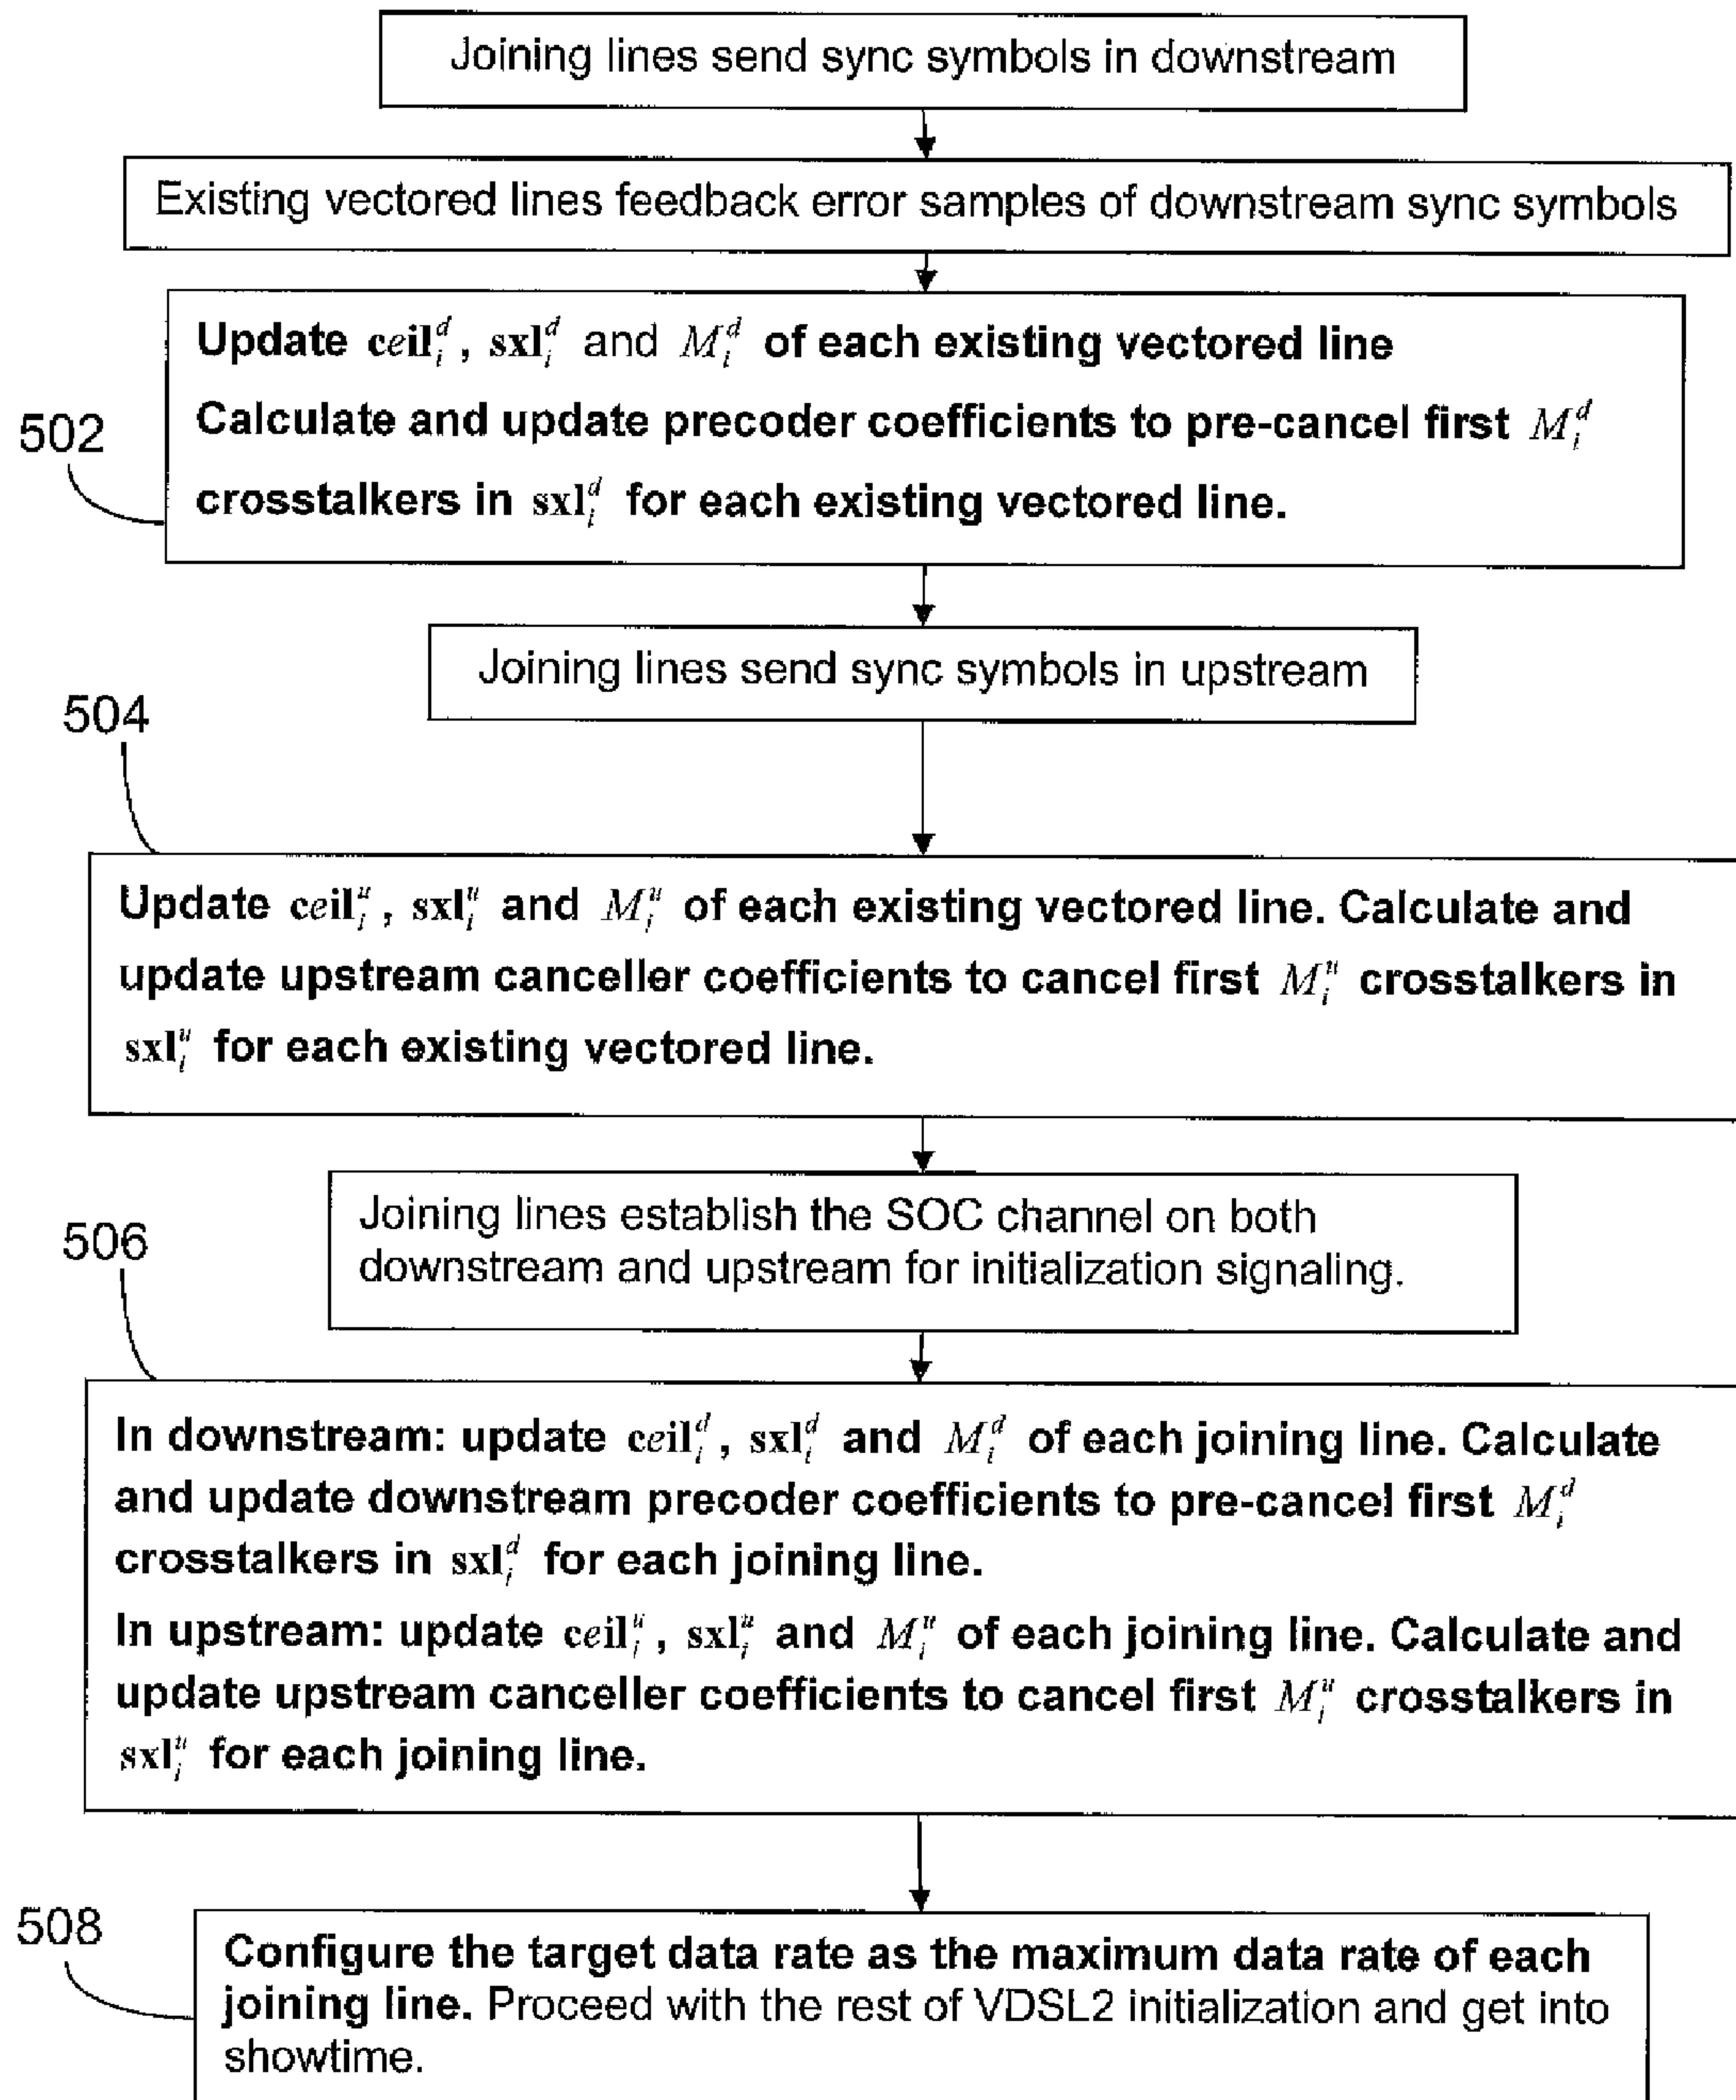 Joining lines send sync symbols in downstream
Existing vectored lines feedback error samples of downstream sync symbols
Update ceil_i^d, sxl_i^d and M_i^d of each existing vectored line
Calculate and update precoder coefficients to pre-cancel first M_i^d
502
crosstalkers in sxl_i^d for each existing vectored line.
Joining lines send sync symbols in upstream
504
Update ceil_i^u, sxl_i^u and M_i^u of each existing vectored line. Calculate and
update upstream canceller coefficients to cancel first M_i^u crosstalkers in
sxl_i^u for each existing vectored line.
Joining lines establish the SOC channel on both
downstream and upstream for initialization signaling.
506
In downstream: update ceil_i^d, sxl_i^d and M_i^d of each joining line. Calculate
and update downstream precoder coefficients to pre-cancel first M_i^d
crosstalkers in sxl_i^d for each joining line.
In upstream: update ceil_i^u, sxl_i^u and M_i^u of each joining line. Calculate and
update upstream canceller coefficients to cancel first M_i^u crosstalkers in
sxl_i^u for each joining line.
508
Configure the target data rate as the maximum data rate of each
joining line. Proceed with the rest of VDSL2 initialization and get into
showtime.